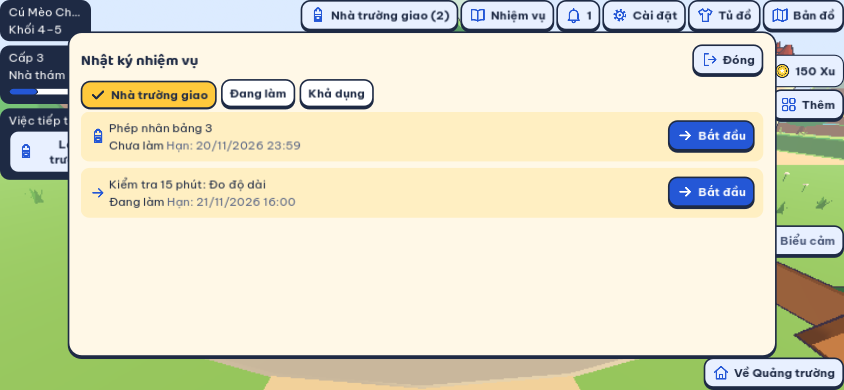 Cú Mèo Ch...
Khối 4–5
Nhà trường giao (2)
Nhiệm vụ
1
Cài đặt
Tủ đồ
Bản đồ
Cấp 3
Nhà thám
150 Xu
Thêm
Việc tiếp t
Nhật ký nhiệm vụ
Đóng
Nhà trường giao
Đang làm
Khả dụng
Phép nhân bảng 3
Chưa làm Hạn: 20/11/2026 23:59
Bắt đầu
Kiểm tra 15 phút: Đo độ dài
Đang làm Hạn: 21/11/2026 16:00
Bắt đầu
Biểu cảm
Về Quảng trường